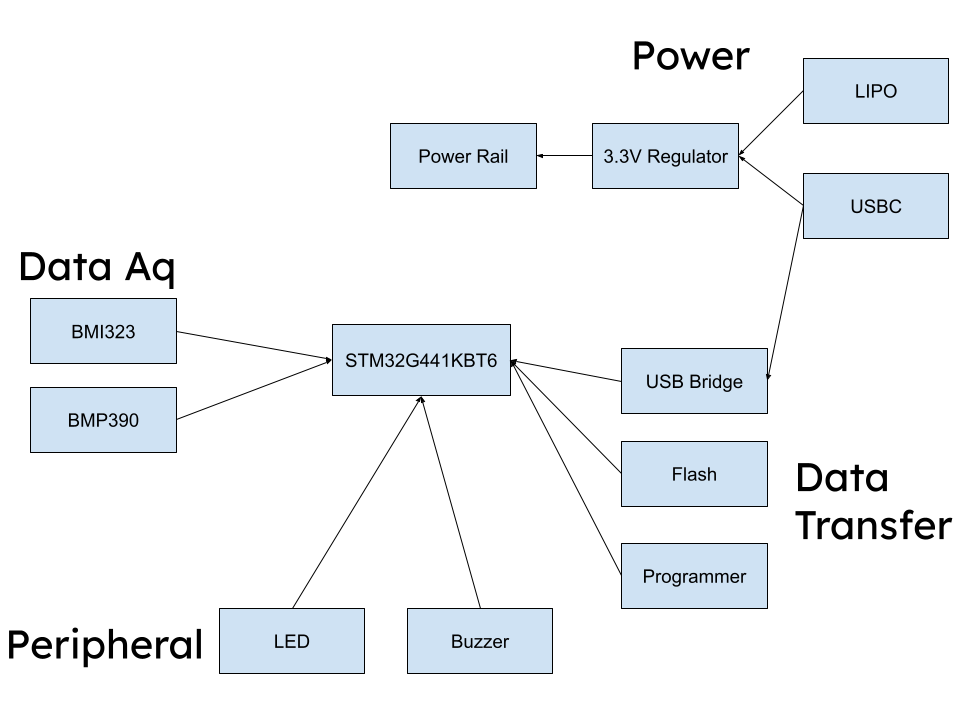 Power
LIPO
Power Rail
3.3V Regulator
USBC
Data Aq
BMI323
STM32G441KBT6
USB Bridge
BMP390
Flash
Data
Transfer
Programmer
Peripheral
LED
Buzzer